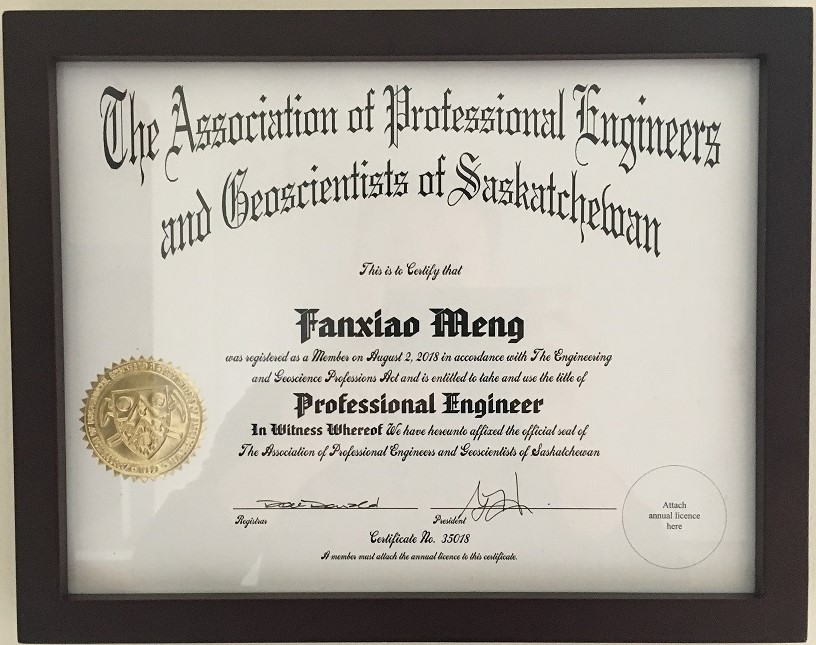 The Association of Professional Engineers
and Geoscientists of Saskatchewan
This is to Certify that
Fanxiao Meng
was registered as a Member on August 2, 2018 in accordance with The Engineering
and Geoscience Professions Act and is entitled to take and use the title of
Professional Engineer
In Witness Whereof We have hereunto affixed the official seal of
The Association of Professional Engineers and Geoscientists of Saskatchewan
Registrar
President
Attach
annual licence
here
Certificate No. 35018
A member must attach the annual licence to this certificate.